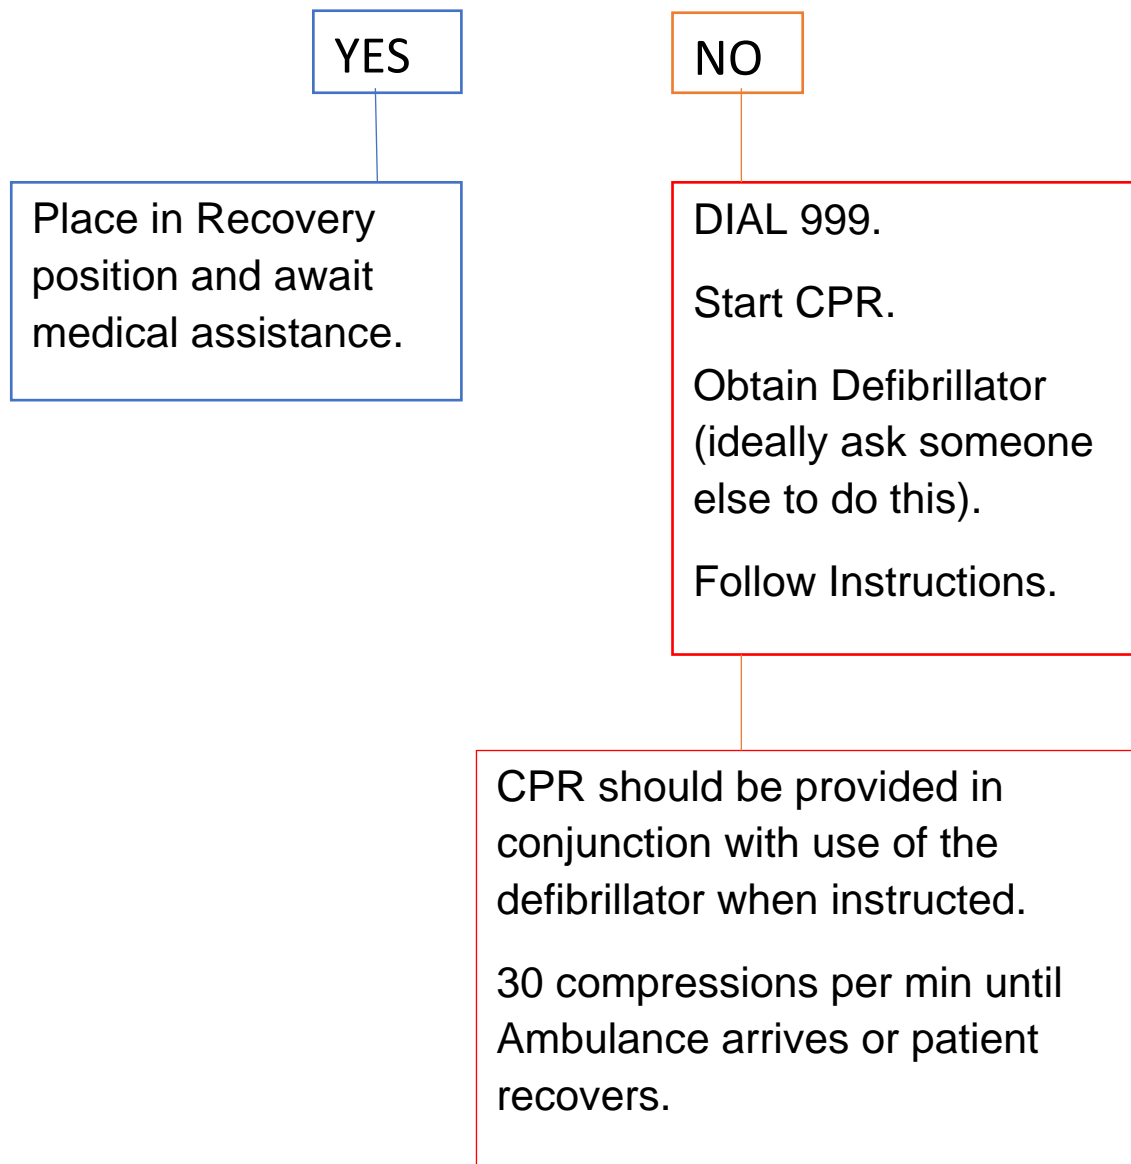 YES
NO
Place in Recovery
position and await
medical assistance.
DIAL 999.
Start CPR.
Obtain Defibrillator
(ideally ask someone
else to do this).
Follow Instructions.
CPR should be provided in
conjunction with use of the
defibrillator when instructed.
30 compressions per min until
Ambulance arrives or patient
recovers.